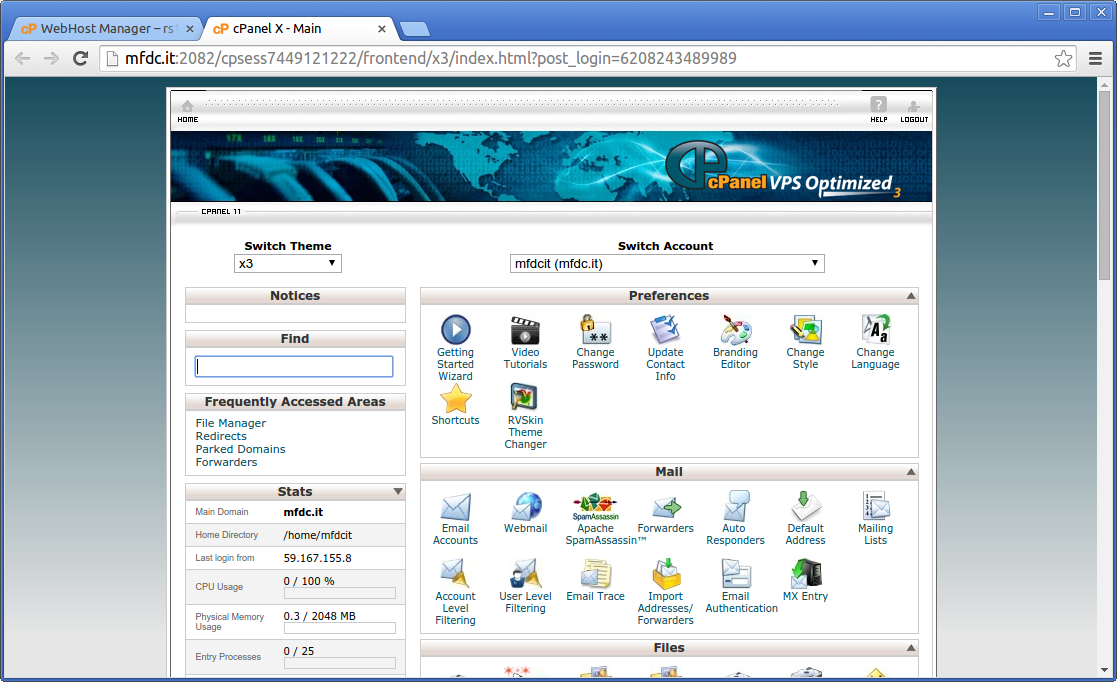 cP WebHost Manager – rs1
cP cPanel X - Main
mfdc.it:2082/cpsess7449121222/frontend/x3/index.html?post_login=6208243489989
HOME
HELP
LOGOUT
17X 16 18
cPanel VPS Optimized 3
CPANEL 11
Switch Theme
x3
Switch Account
mfdcit (mfdc.it)
Notices
Find
Frequently Accessed Areas
File Manager
Redirects
Parked Domains
Forwarders
Stats
Main Domain mfdc.it
Home Directory /home/mfdcit
Last login from 59.167.155.8
CPU Usage 0 / 100 %
Physical Memory Usage 0.3 / 2048 MB
Entry Processes 0 / 25
Preferences
Getting Started Wizard
Video Tutorials
Change Password
Update Contact Info
Branding Editor
Change Style
Change Language
Shortcuts
RVSkin Theme Changer
Mail
Email Accounts
Webmail
SpamAssassin
Apache SpamAssassin™
Forwarders
Auto Responders
Default Address
Mailing Lists
Account Level Filtering
User Level Filtering
Email Trace
Import Addresses/ Forwarders
Email Authentication
MX Entry
Files